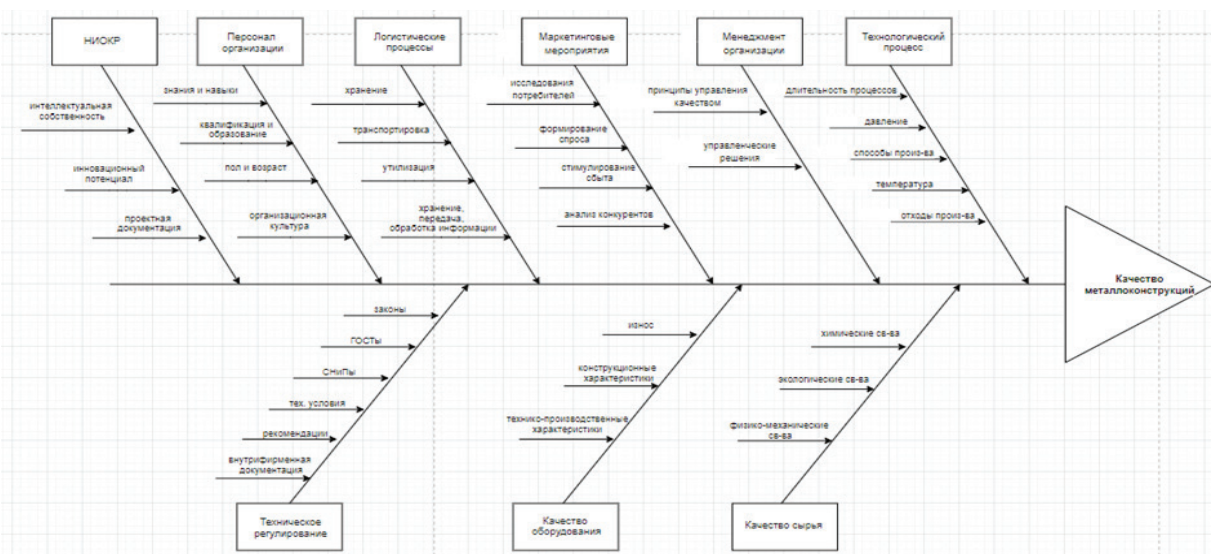 НИОКР
Персонал
организации
Логистические
процессы
Маркетинговые
мероприятия
Менеджмент
организации
Технологический
процесс
интеллектуальная
собственность
инновационный
потенциал
проектная
документация
знания и навыки
квалификация и
образование
пол и возраст
организационная
культура
хранение
транспортировка
утилизация
хранение,
передача,
обработка информации
исследования
потребителей
формирование
спроса
стимулирование
сбыта
анализ конкурентов
принципы управления
качеством
управленческие
решения
длительность процессов
давление
способы произ-ва
температура
отходы произ-ва
Качество
металлоконструкций
законы
ГОСТы
СНиПы
тех. условия
рекомендации
внутрифирменная
документация
Техническое
регулирование
износ
конструкционные
характеристики
технико-производственные
характеристики
Качество
оборудования
химические св-ва
экологические св-ва
физико-механические
св-ва
Качество сырья